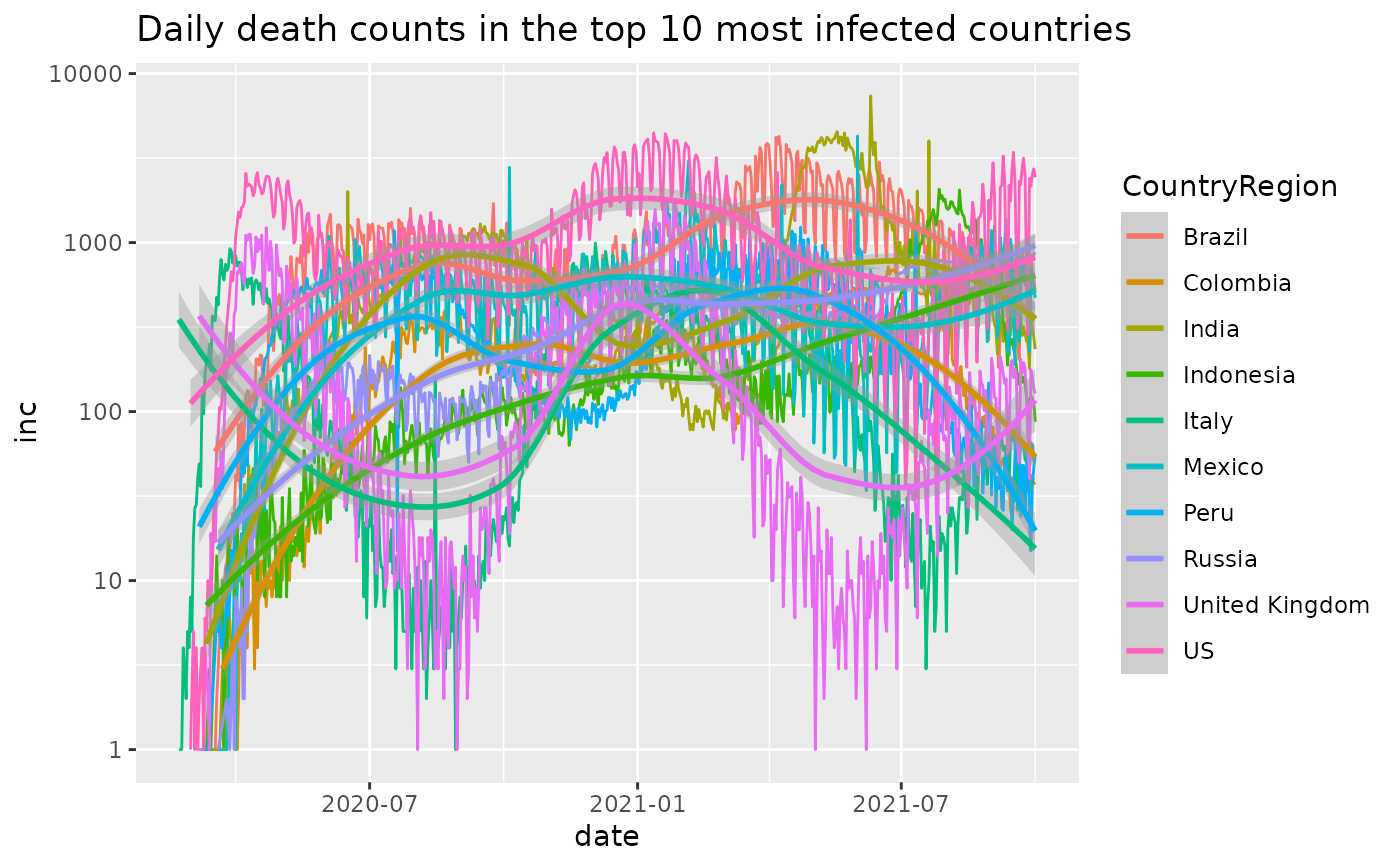 Daily death counts in the top 10 most infected countries
10000
1000
100
10
1
inc
2020-07
2021-01
2021-07
date
CountryRegion
Brazil
Colombia
India
Indonesia
Italy
Mexico
Peru
Russia
United Kingdom
US